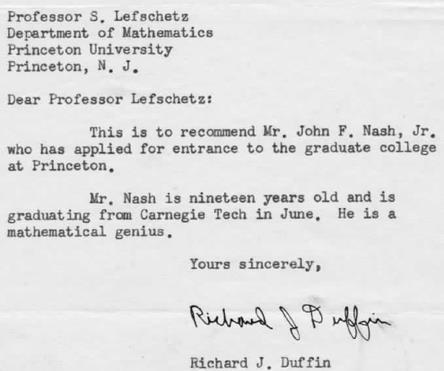 Professor S. Lefschetz
Department of Mathematics
Princeton University
Princeton, N. J.
Dear Professor Lefschetz:
This is to recommend Mr. John F. Nash, Jr.
who has applied for entrance to the graduate college
at Princeton.
Mr. Nash is nineteen years old and is
graduating from Carnegie Tech in June. He is a
mathematical genius.
Yours sincerely,
Richard J Duffin
Richard J. Duffin